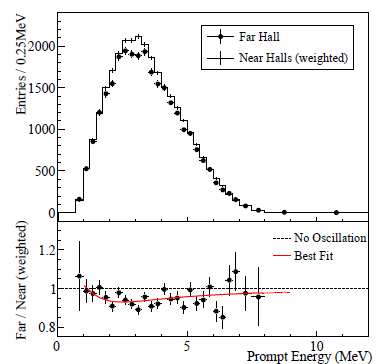 Entries / 0.25MeV
2000
1500
1000
500
0
Far Hall
Near Halls (weighted)
Far / Near (weighted)
1.2
1
0.8
No Oscillation
Best Fit
0 5 10
Prompt Energy (MeV)